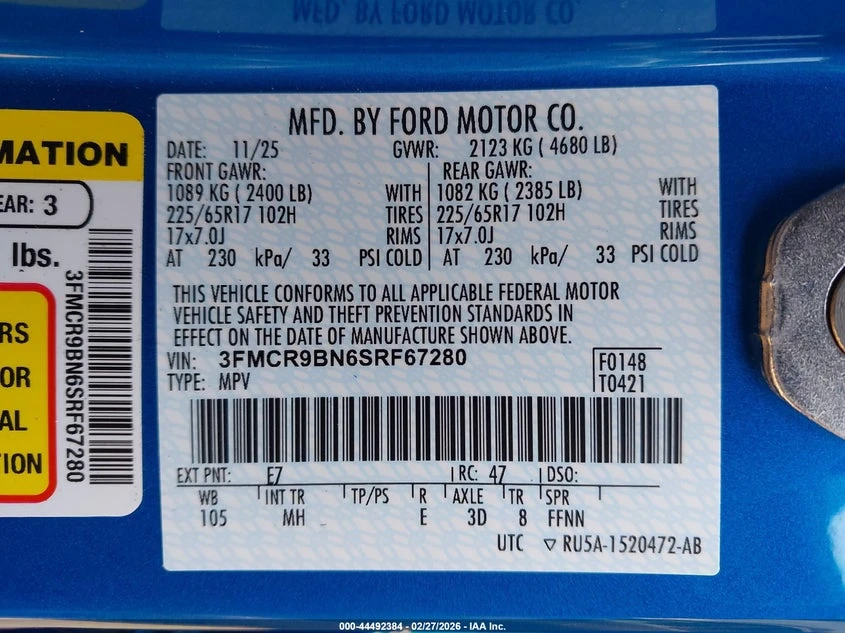 MFD. BY FORD MOTOR CO.
MFD. BY FORD MOTOR CO.
DATE: 11/25 GVWR: 2123 KG ( 4680 LB)
FRONT GAWR: REAR GAWR:
1089 KG ( 2400 LB) WITH 1082 KG ( 2385 LB) WITH
225/65R17 102H TIRES 225/65R17 102H TIRES
17x7.0J RIMS 17x7.0J RIMS
AT 230 kPa/ 33 PSI COLD AT 230 kPa/ 33 PSI COLD
THIS VEHICLE CONFORMS TO ALL APPLICABLE FEDERAL MOTOR
VEHICLE SAFETY AND THEFT PREVENTION STANDARDS IN
EFFECT ON THE DATE OF MANUFACTURE SHOWN ABOVE.
VIN: 3FMCR9BN6SRF67280 F0148
TYPE: MPV T0421
EXT PNT: E7 RC: 47 DSO:
WB INT TR TP/PS R AXLE TR SPR
105 MH E 3D 8 FFNN
UTC ▽ RU5A-1520472-AB
MATION
EAR: 3
lbs.
3FMCR9BN6SRF67280
RS
OR
AL
TION
000-44492384 - 02/27/2026 - IAA Inc.